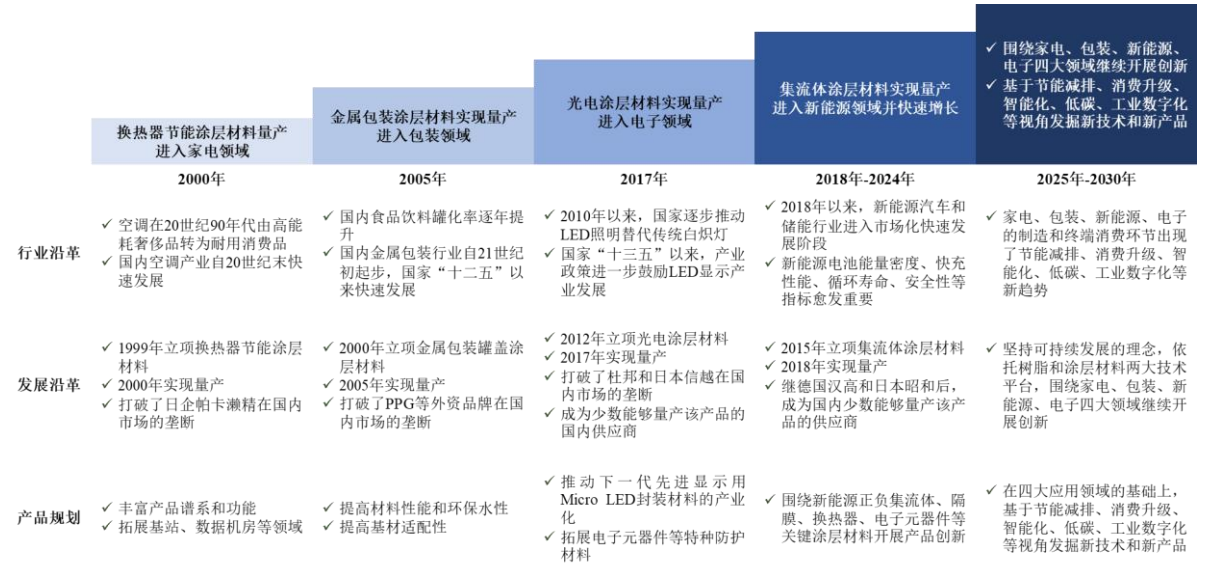 换热器节能涂层材料量产
进入家电领域
金属包装涂层材料实现量产
进入包装领域
光电涂层材料实现量产
进入电子领域
集流体涂层材料实现量产
进入新能源领域并快速增长
✓ 围绕家电、包装、新能源、
电子四大领域继续开展创新
✓ 基于节能减排、消费升级、
智能化、低碳、工业数字化
等视角发掘新技术和新产品
2000年
2005年
2017年
2018年-2024年
2025年-2030年
行业沿革
✓ 空调在20世纪90年代由高能
耗奢侈品转为耐用消费品
✓ 国内空调产业自20世纪末快
速发展
✓ 国内食品饮料罐化率逐年提
升
✓ 国内金属包装行业自21世纪
初起步，国家“十二五”以
来快速发展
✓ 2010年以来，国家逐步推动
LED照明替代传统白炽灯
✓ 国家“十三五”以来，产业
政策进一步鼓励LED显示产
业发展
✓ 2018年以来，新能源汽车和
储能行业进入市场化快速发
展阶段
✓ 新能源电池能量密度、快充
性能、循环寿命、安全性等
指标愈发重要
✓ 家电、包装、新能源、电子
的制造和终端消费环节出现
了节能减排、消费升级、智
能化、低碳、工业数字化等
新趋势
发展沿革
✓ 1999年立项换热器节能涂层
材料
✓ 2000年实现量产
✓ 打破了日企帕卡濑精在国内
市场的垄断
✓ 2000年立项金属包装罐盖涂
层材料
✓ 2005年实现量产
✓ 打破了PPG等外资品牌在国
内市场的垄断
✓ 2012年立项光电涂层材料
✓ 2017年实现量产
✓ 打破了杜邦和日本信越在国
内市场的垄断
✓ 成为少数能够量产该产品的
国内供应商
✓ 2015年立项集流体涂层材料
✓ 2018年实现量产
✓ 继德国汉高和日本昭和后，
成为国内少数能够量产该产
品的供应商
✓ 坚持可持续发展的理念，依
托树脂和涂层材料两大技术
平台，围绕家电、包装、新
能源、电子四大领域继续开
展创新
产品规划
✓ 丰富产品谱系和功能
✓ 拓展基站、数据机房等领域
✓ 提高材料性能和环保水性
✓ 提高基材适配性
✓ 推动下一代先进显示用
Micro LED封装材料的产业
化
✓ 拓展电子元器件等特种防护
材料
✓ 围绕新能源正负集流体、隔
膜、换热器、电子元器件等
关键涂层材料开展产品创新
✓ 在四大应用领域的基础上，
基于节能减排、消费升级、
智能化、低碳、工业数字化
等视角发掘新技术和新产品